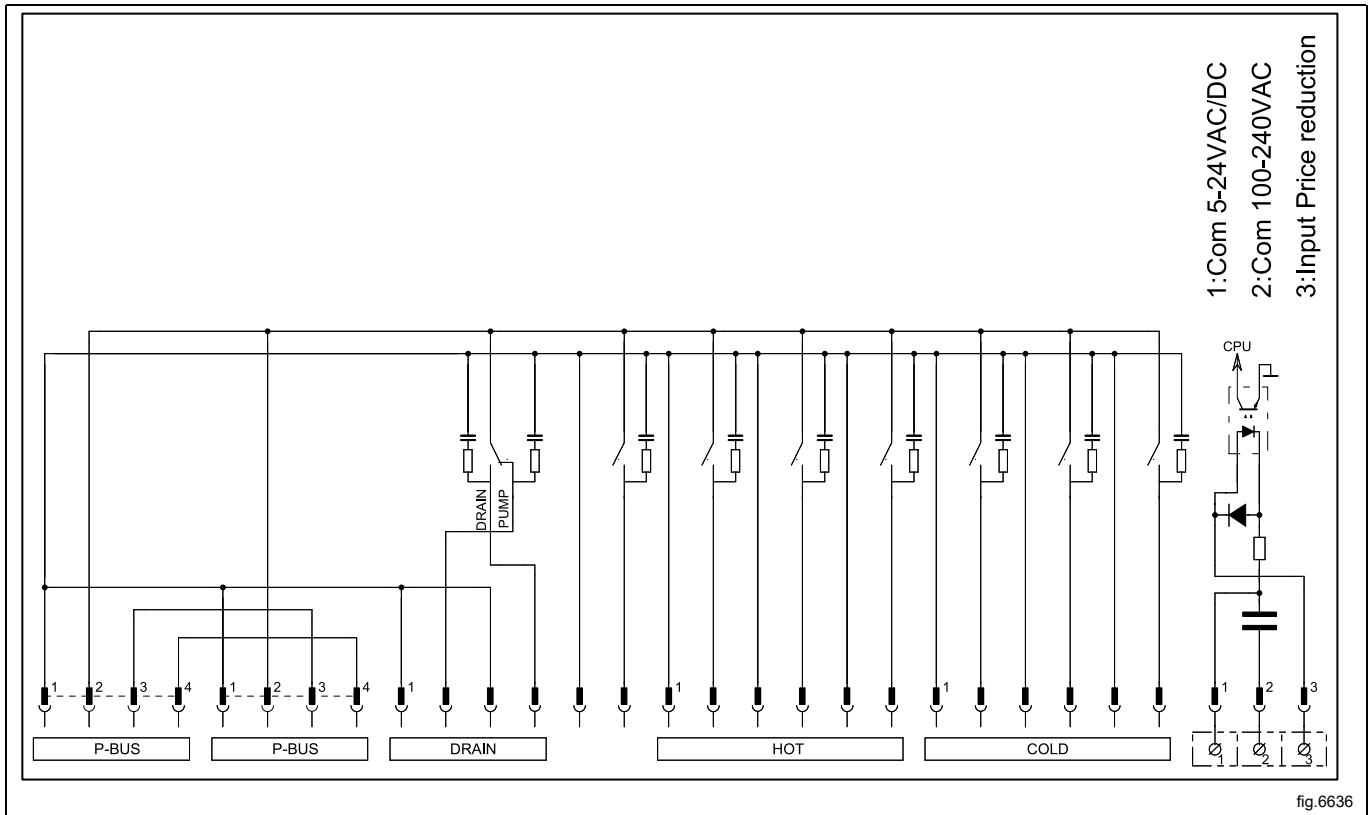 1:Com 5-24VAC/DC
2:Com 100-240VAC
3:Input Price reduction
CPU
DRAIN
PUMP
1 2 3 4 1 2 3 4 1 1 1 1 2 3
P-BUS P-BUS DRAIN HOT COLD 1 2 3
fig.6636